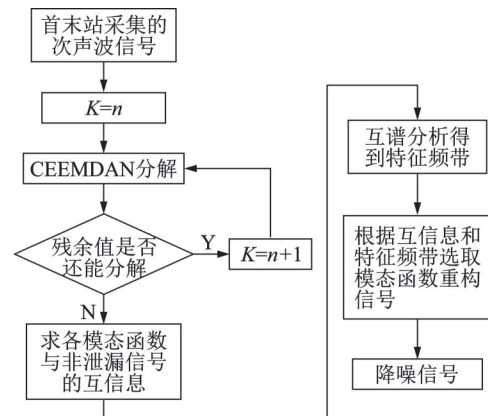 首末站采集的
次声波信号
K=n
CEEMDAN分解
残余值是否
还能分解
Y
K=n+1
N
求各模态函数
与非泄漏信号
的互信息
互谱分析得
到特征频带
根据互信息和
特征频带选取
模态函数重构
信号
降噪信号